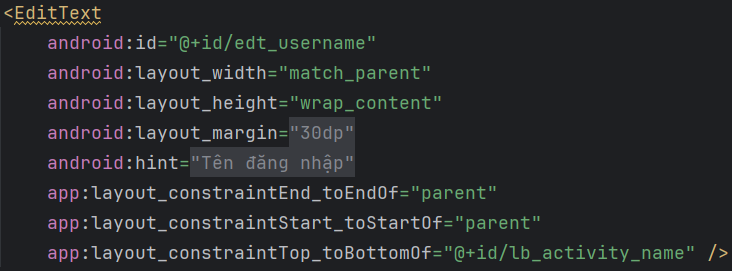 <EditText
android:id="@+id/edt_username"
android:layout_width="match_parent"
android:layout_height="wrap_content"
android:layout_margin="30dp"
android:hint="Tên đăng nhập"
app:layout_constraintEnd_toEndOf="parent"
app:layout_constraintStart_toStartOf="parent"
app:layout_constraintTop_toBottomOf="@+id/lb_activity_name" />